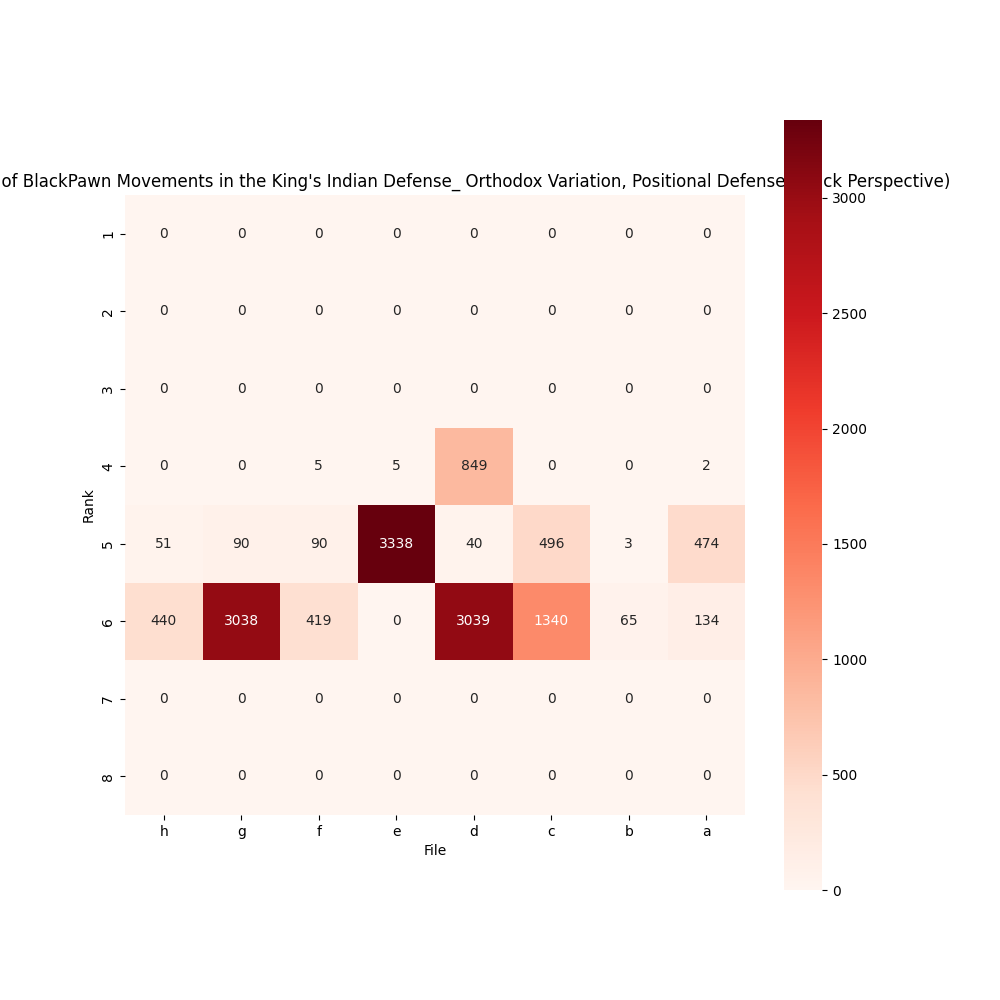 of BlackPawn Movements in the King's Indian Defense_ Orthodox Variation, Positional Defense ck Perspective)
1 0 0 0 0 0 0 0 0
2 0 0 0 0 0 0 0 0
3 0 0 0 0 0 0 0 0
4 0 0 5 5 849 0 0 2
5 51 90 90 3338 40 496 3 474
6 440 3038 419 0 3039 1340 65 134
7 0 0 0 0 0 0 0 0
8 0 0 0 0 0 0 0 0
h g f e d c b a
File
Rank
3000
2500
2000
1500
1000
500
0